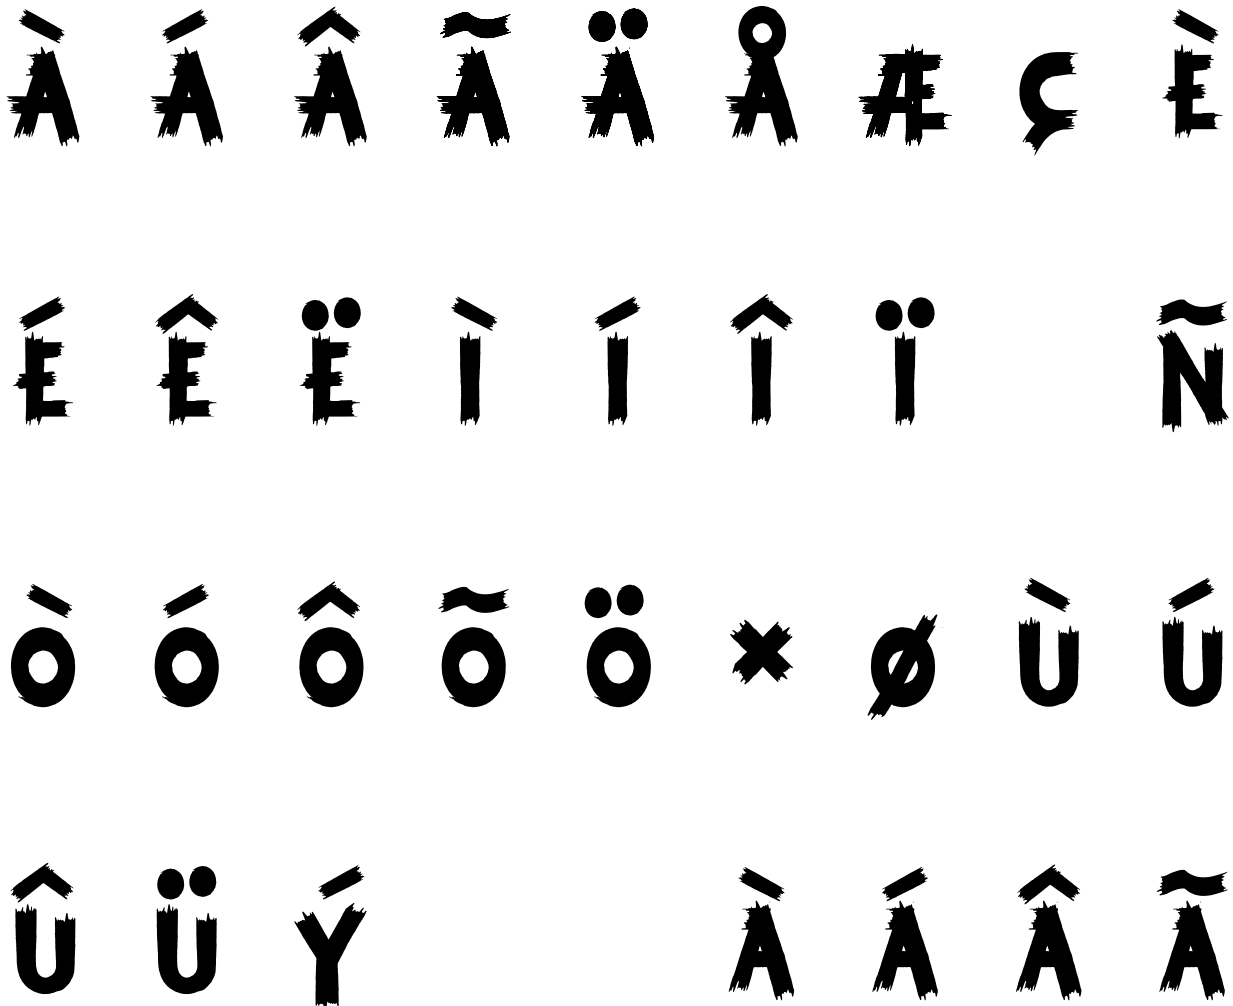 À Á Â Ã Ä Å Æ Ç È
É Ê Ë Ì Í Î Ï Ñ
Ò Ó Ô Õ Ö × Ø Ù Ú
Û Ü Ý À Á Â Ã